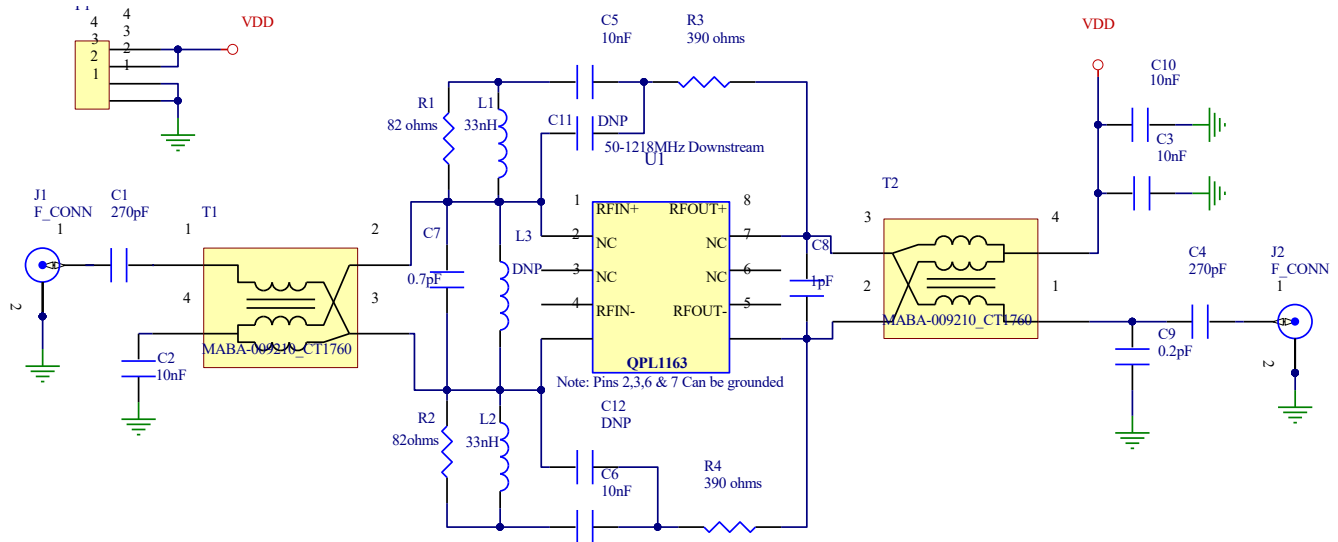 4
3
2
1
4
3
2
1
VDD
C5
10nF
R3
390 ohms
VDD
C10
10nF
R1
82 ohms
L1
33nH
C11
DNP
50-1218MHz Downstream
U1
C3
10nF
J1
F_CONN
1
2
C1
270pF
T1
1
4
2
3
MABA-009210_CT1760
C2
10nF
C7
0.7pF
L3
DNP
1
2
3
4
RFIN+
NC
NC
RFIN-
RFOUT+
NC
NC
RFOUT-
8
7
6
5
QPL1163
Note: Pins 2,3,6 & 7 Can be grounded
C8
1pF
T2
3
2
4
1
MABA-009210_CT1760
C4
270pF
J2
F_CONN
1
2
C9
0.2pF
R2
82ohms
L2
33nH
C12
DNP
C6
10nF
R4
390 ohms